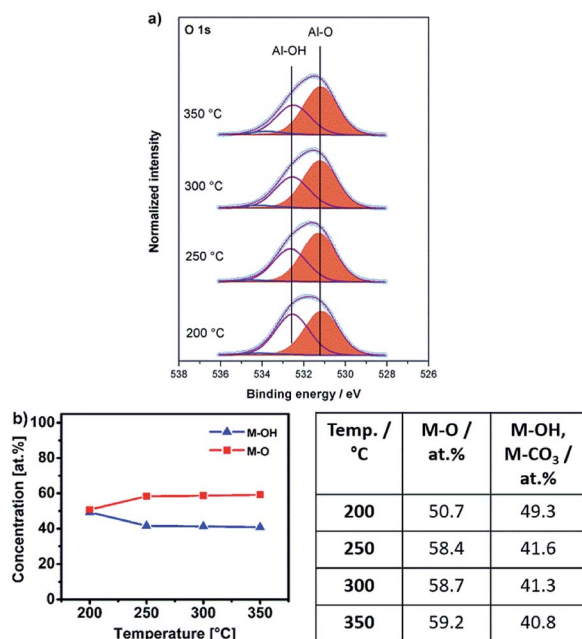 a)
O 1s
Al-O
Al-OH
350 °C
300 °C
250 °C
200 °C
Normalized intensity
538 536 534 532 530 528 526
Binding energy / eV
b)
100
80
60
40
20
0
M-OH
M-O
Concentration [at.%]
200 250 300 350
Temperature [°C]
Temp. / °C M-O / at.% M-OH, M-CO₃ / at.%
200 50.7 49.3
250 58.4 41.6
300 58.7 41.3
350 59.2 40.8